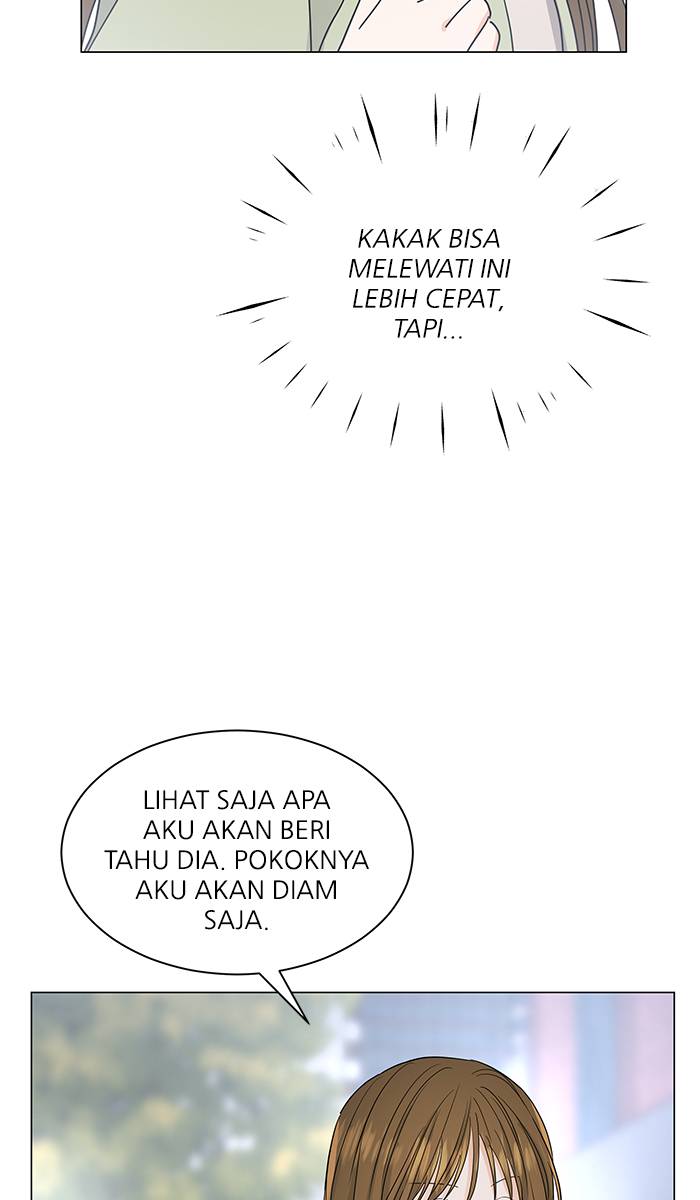 KAKAK BISA
MELEWATI INI
LEBIH CEPAT,
TAPI...
LIHAT SAJA APA
AKU AKAN BERI
TAHU DIA. POKOKNYA
AKU AKAN DIAM
SAJA.